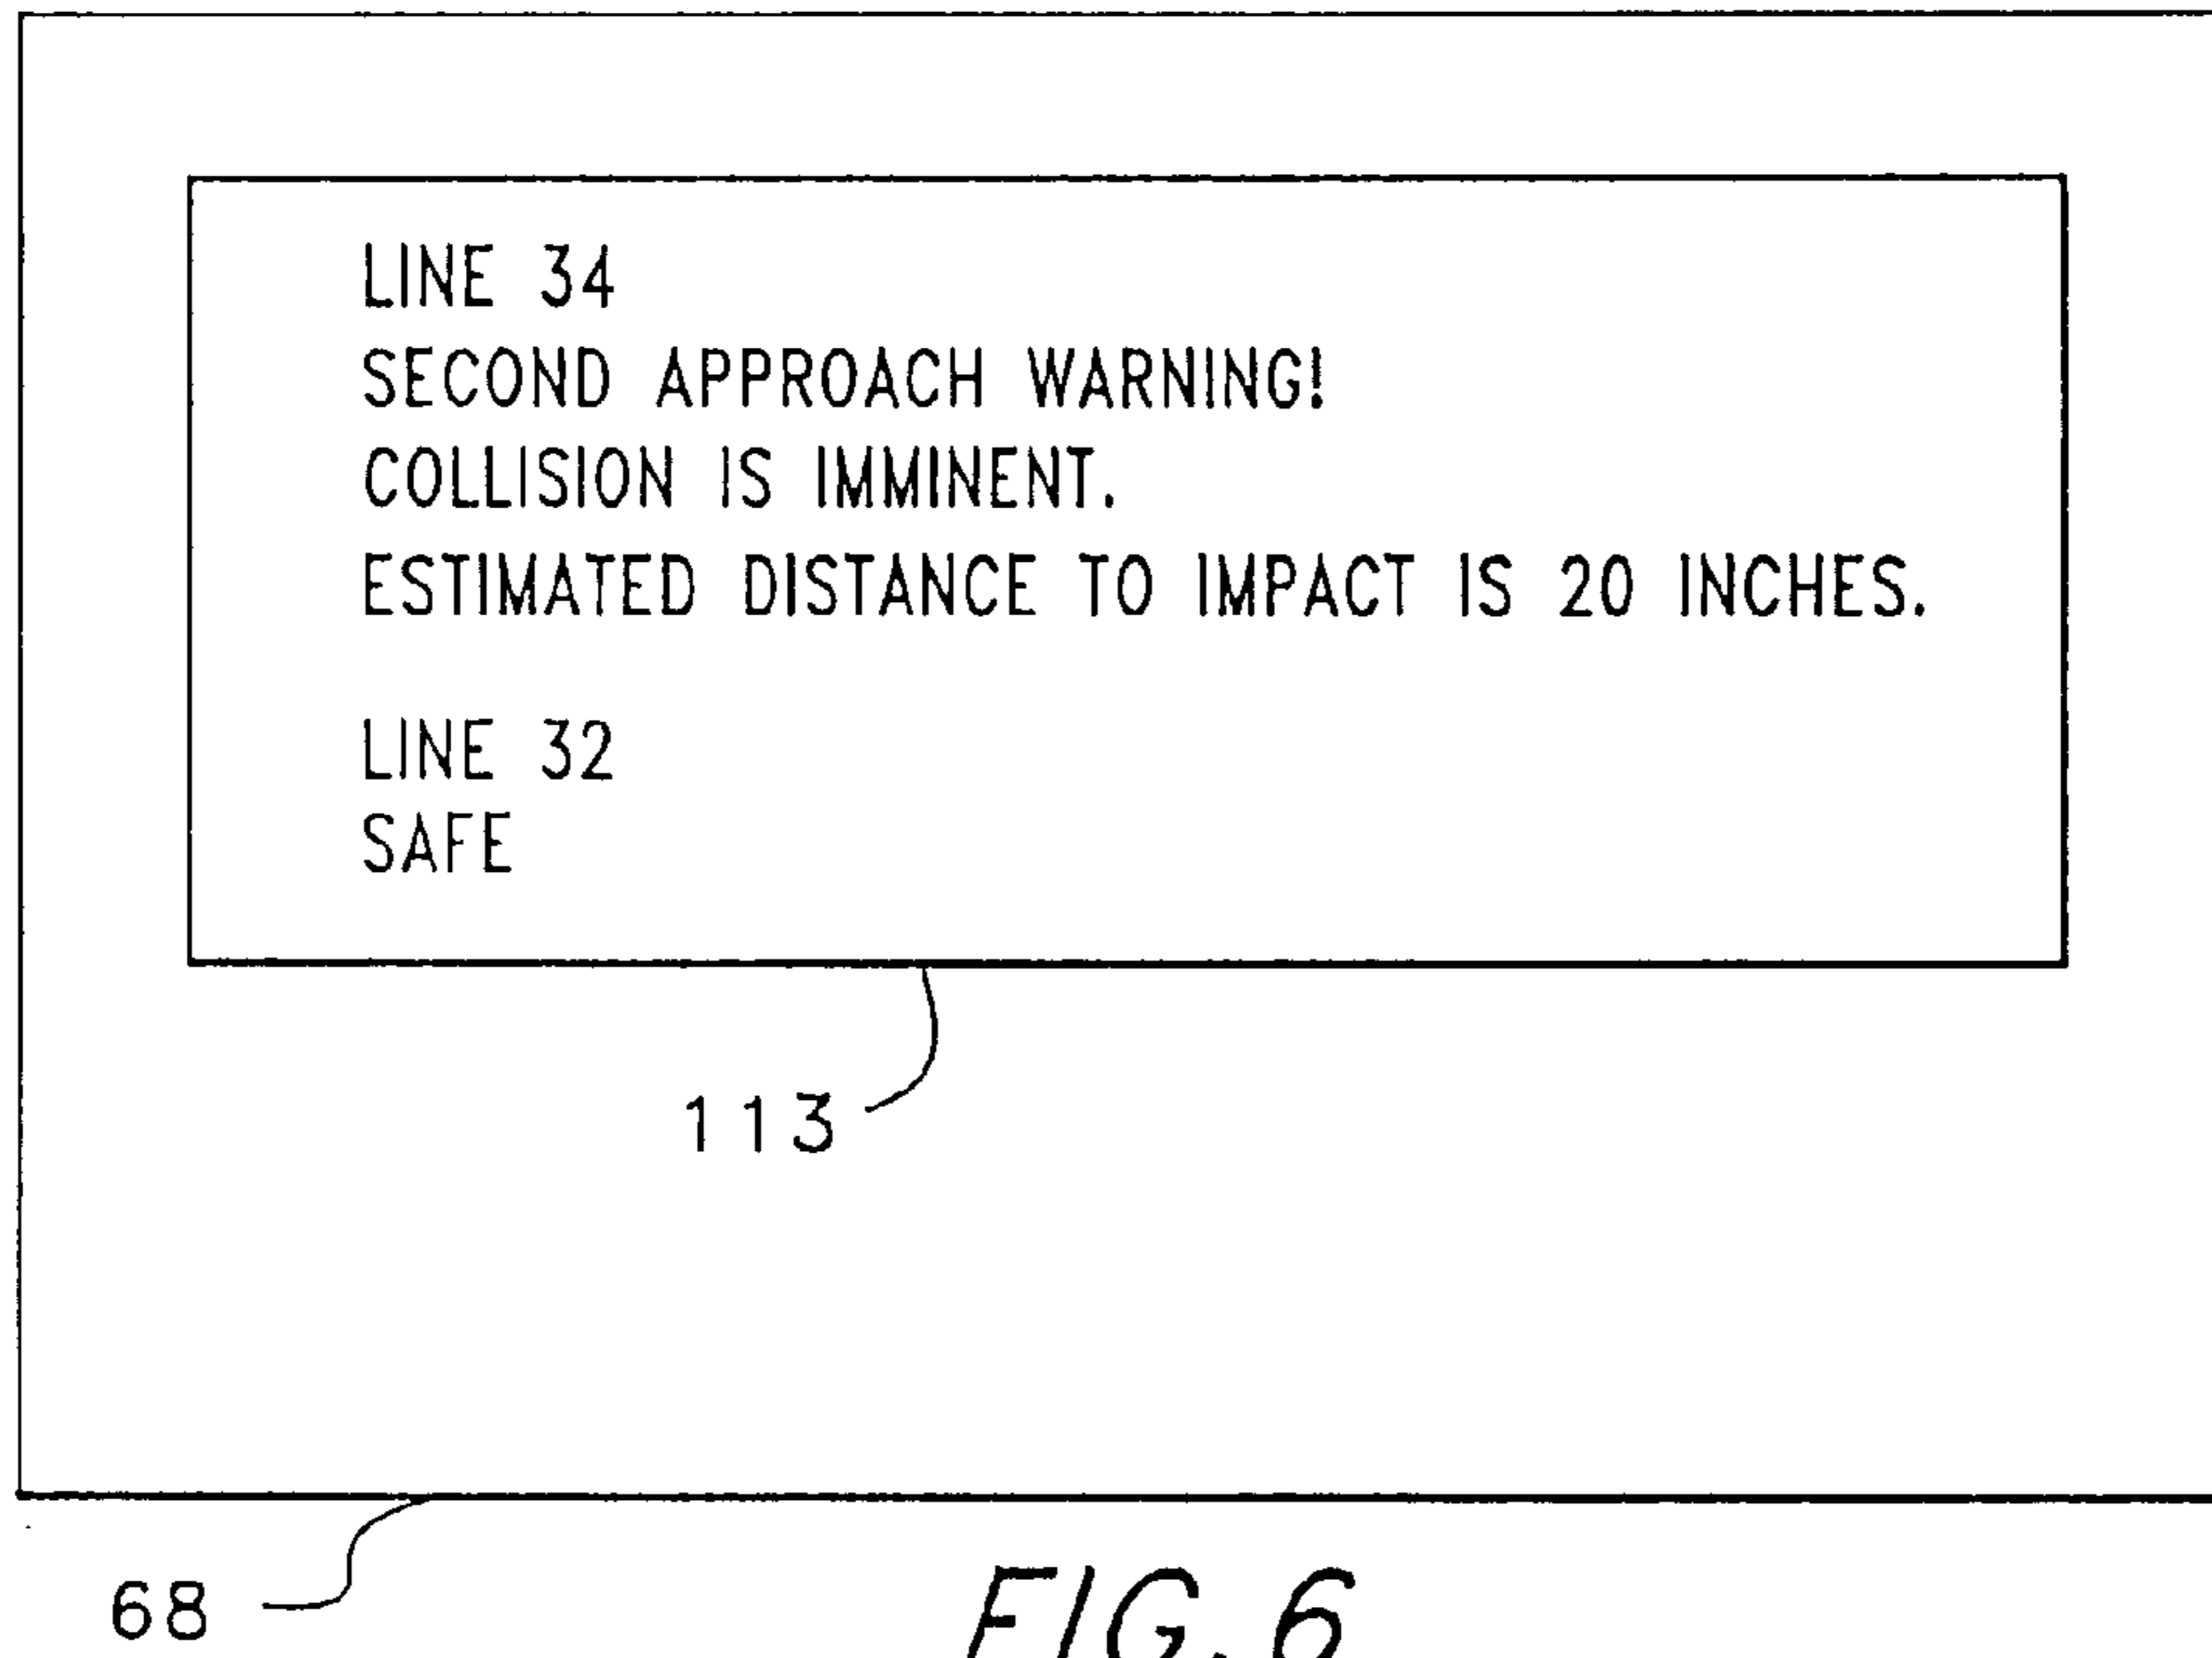 LINE 34
SECOND APPROACH WARNING!
COLLISION IS IMMINENT.
ESTIMATED DISTANCE TO IMPACT IS 20 INCHES.
LINE 32
SAFE
113
68
FIG. 6